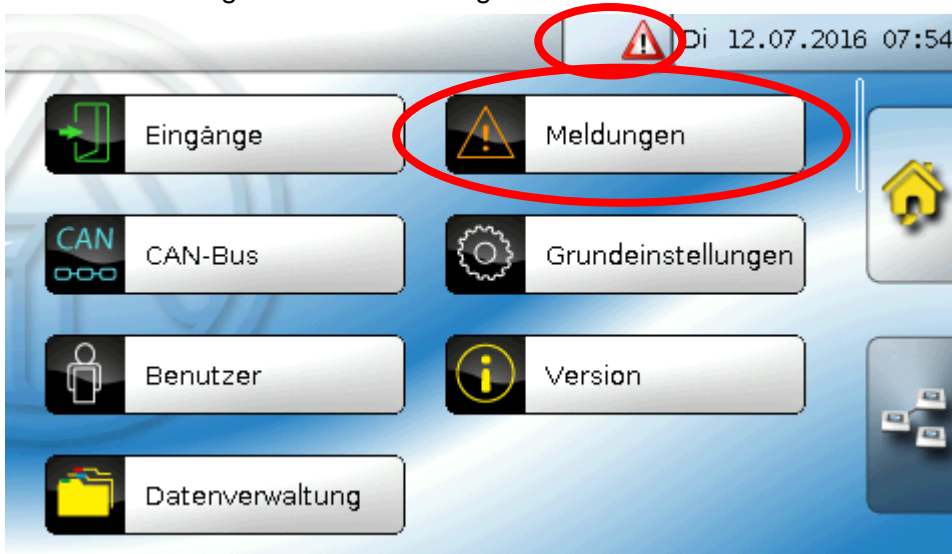 Di 12.07.2016 07:54
Eingänge
Meldungen
CAN
CAN-Bus
Grundeinstellungen
Benutzer
Version
Datenverwaltung